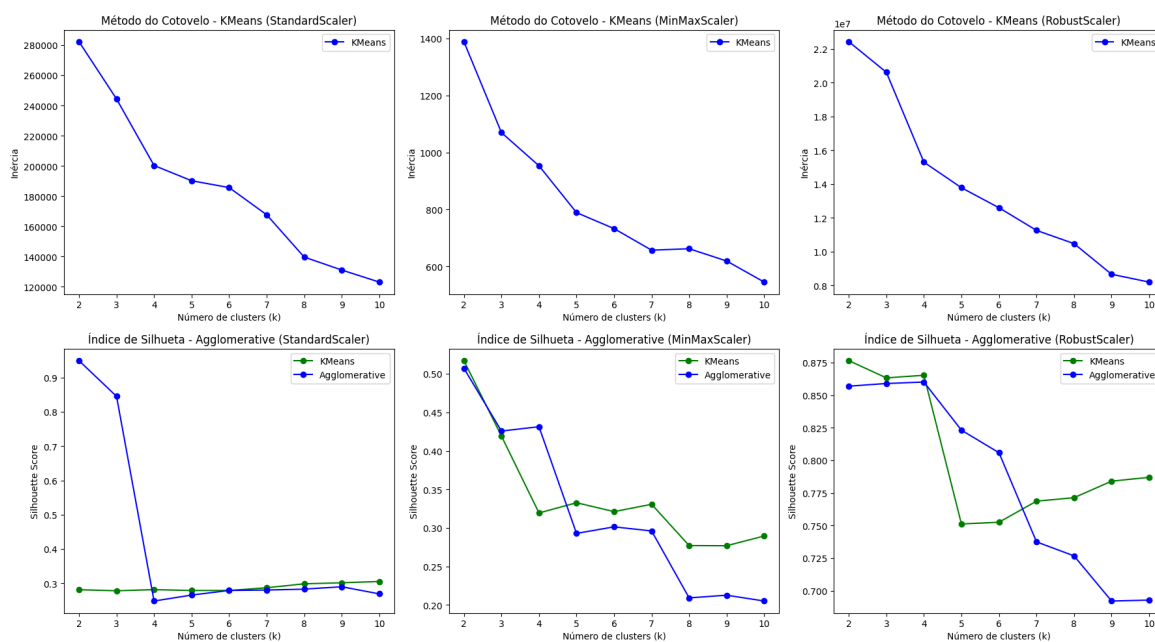 Método do Cotovelo - KMeans (StandardScaler)
KMeans
280000
260000
240000
220000
200000
180000
160000
140000
120000
Inércia
2 3 4 5 6 7 8 9 10
Número de clusters (k)
Método do Cotovelo - KMeans (MinMaxScaler)
KMeans
1400
1200
1000
800
600
Inércia
2 3 4 5 6 7 8 9 10
Número de clusters (k)
Método do Cotovelo - KMeans (RobustScaler)
1e7
KMeans
2.2
2.0
1.8
1.6
1.4
1.2
1.0
0.8
Inércia
2 3 4 5 6 7 8 9 10
Número de clusters (k)
Índice de Silhueta - Agglomerative (StandardScaler)
KMeans
Agglomerative
0.9
0.8
0.7
0.6
0.5
0.4
0.3
Silhouette Score
2 3 4 5 6 7 8 9 10
Número de clusters (k)
Índice de Silhueta - Agglomerative (MinMaxScaler)
KMeans
Agglomerative
0.50
0.45
0.40
0.35
0.30
0.25
0.20
Silhouette Score
2 3 4 5 6 7 8 9 10
Número de clusters (k)
Índice de Silhueta - Agglomerative (RobustScaler)
KMeans
Agglomerative
0.875
0.850
0.825
0.800
0.775
0.750
0.725
0.700
Silhouette Score
2 3 4 5 6 7 8 9 10
Número de clusters (k)